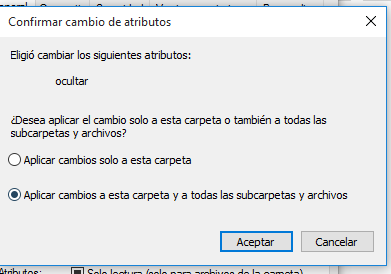 Confirmar cambio de atributos
Eligió cambiar los siguientes atributos:
ocultar
¿Desea aplicar el cambio solo a esta carpeta o también a todas las
subcarpetas y archivos?
Aplicar cambios solo a esta carpeta
Aplicar cambios a esta carpeta y a todas las subcarpetas y archivos
Aceptar
Cancelar
Atributos:
Solo lectura (solo para archivos de la carpeta)